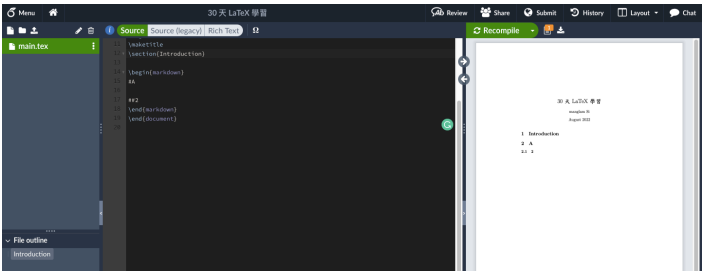 Menu
30 天 LaTeX 學習
Review
Share
Submit
History
Layout
Chat
Source
Source (legacy)
Rich Text
Ω
Recompile
main.tex
\maketitle
\section{Introduction}
\begin{markdown}
#A
##2
\end{markdown}
\end{document}
File outline
Introduction
30 天 LaTeX 學習
August 2022
1 Introduction
2 A
2.1 2